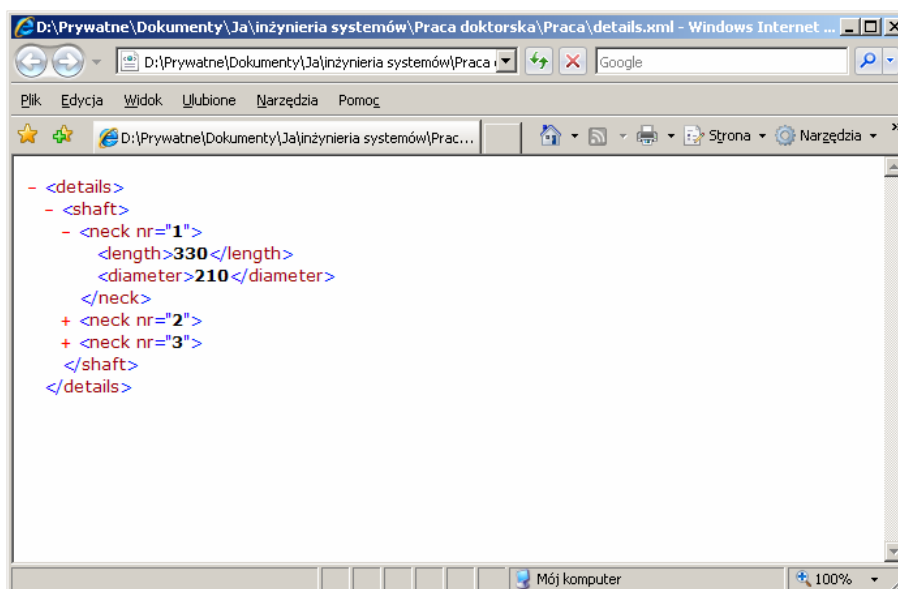 D:\Prywatne\Dokumenty\Ja\inżynieria systemów\Praca doktorska\Praca\details.xml - Windows Internet ...
D:\Prywatne\Dokumenty\Ja\inżynieria systemów\Praca
Google
Plik Edycja Widok Ulubione Narzędzia Pomoc
D:\Prywatne\Dokumenty\Ja\inżynieria systemów\Prac...
Strona Narzędzia »
- <details>
- <shaft>
- <neck nr="1">
<length>330</length>
<diameter>210</diameter>
</neck>
+ <neck nr="2">
+ <neck nr="3">
</shaft>
</details>
Mój komputer
100%